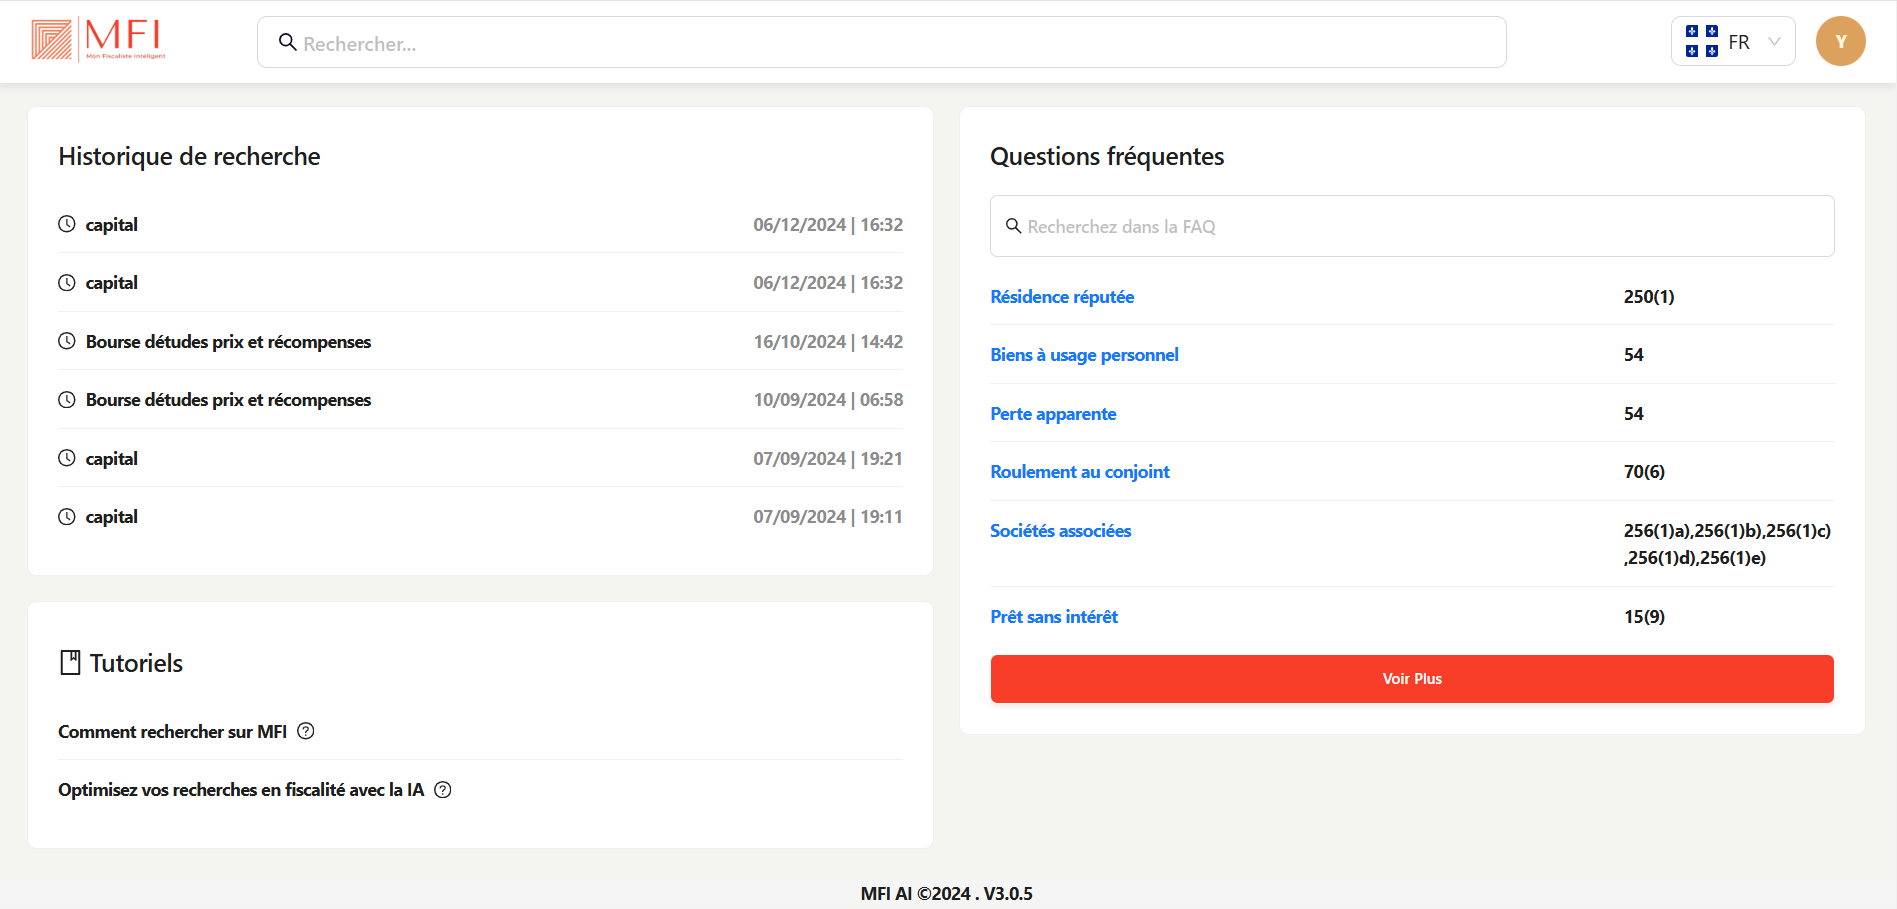 MFI
Mon Fiscaliste Intéligent
Rechercher...
FR
Y
Historique de recherche
capital 06/12/2024 | 16:32
capital 06/12/2024 | 16:32
Bourse détudes prix et récompenses 16/10/2024 | 14:42
Bourse détudes prix et récompenses 10/09/2024 | 06:58
capital 07/09/2024 | 19:21
capital 07/09/2024 | 19:11
Tutoriels
Comment rechercher sur MFI
Optimisez vos recherches en fiscalité avec la IA
Questions fréquentes
Recherchez dans la FAQ
Résidence réputée 250(1)
Biens à usage personnel 54
Perte apparente 54
Roulement au conjoint 70(6)
Sociétés associées 256(1)a),256(1)b),256(1)c)
,256(1)d),256(1)e)
Prêt sans intérêt 15(9)
Voir Plus
MFI AI ©2024 . V3.0.5